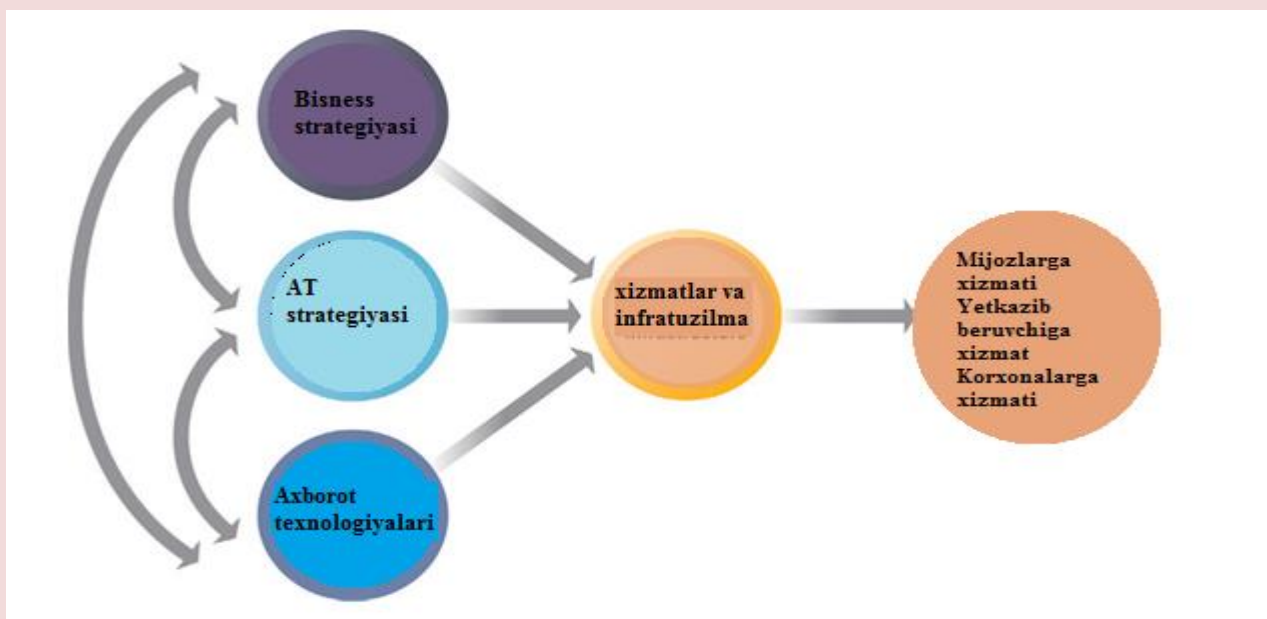 Bisness
strategiyasi
AT
strategiyasi
Axborot
texnologiyalari
xizmatlar va
infratuzilma
Mijozlarga
xizmati
Yetkazib
beruvchiga
xizmat
Korxonalarga
xizmati